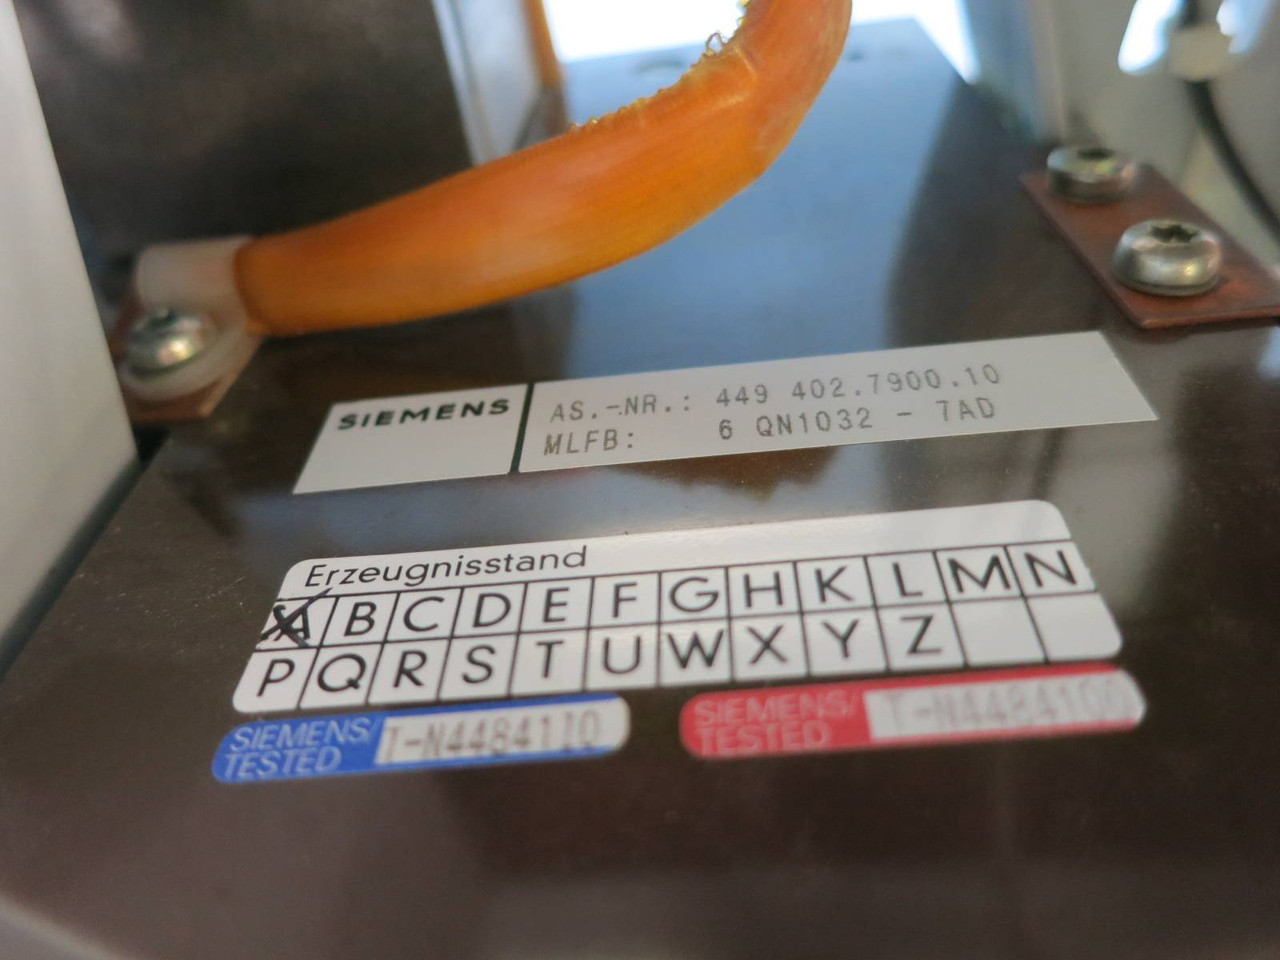 SIEMENS
AS.-NR.: 449 402.7900.10
MLFB: 6 QN1032 - 7AD
Erzeugnisstand
A B C D E F G H K L M N
P Q R S T U W X Y Z
SIEMENS/
TESTED
T-N4484110
SIEMENS/
TESTED